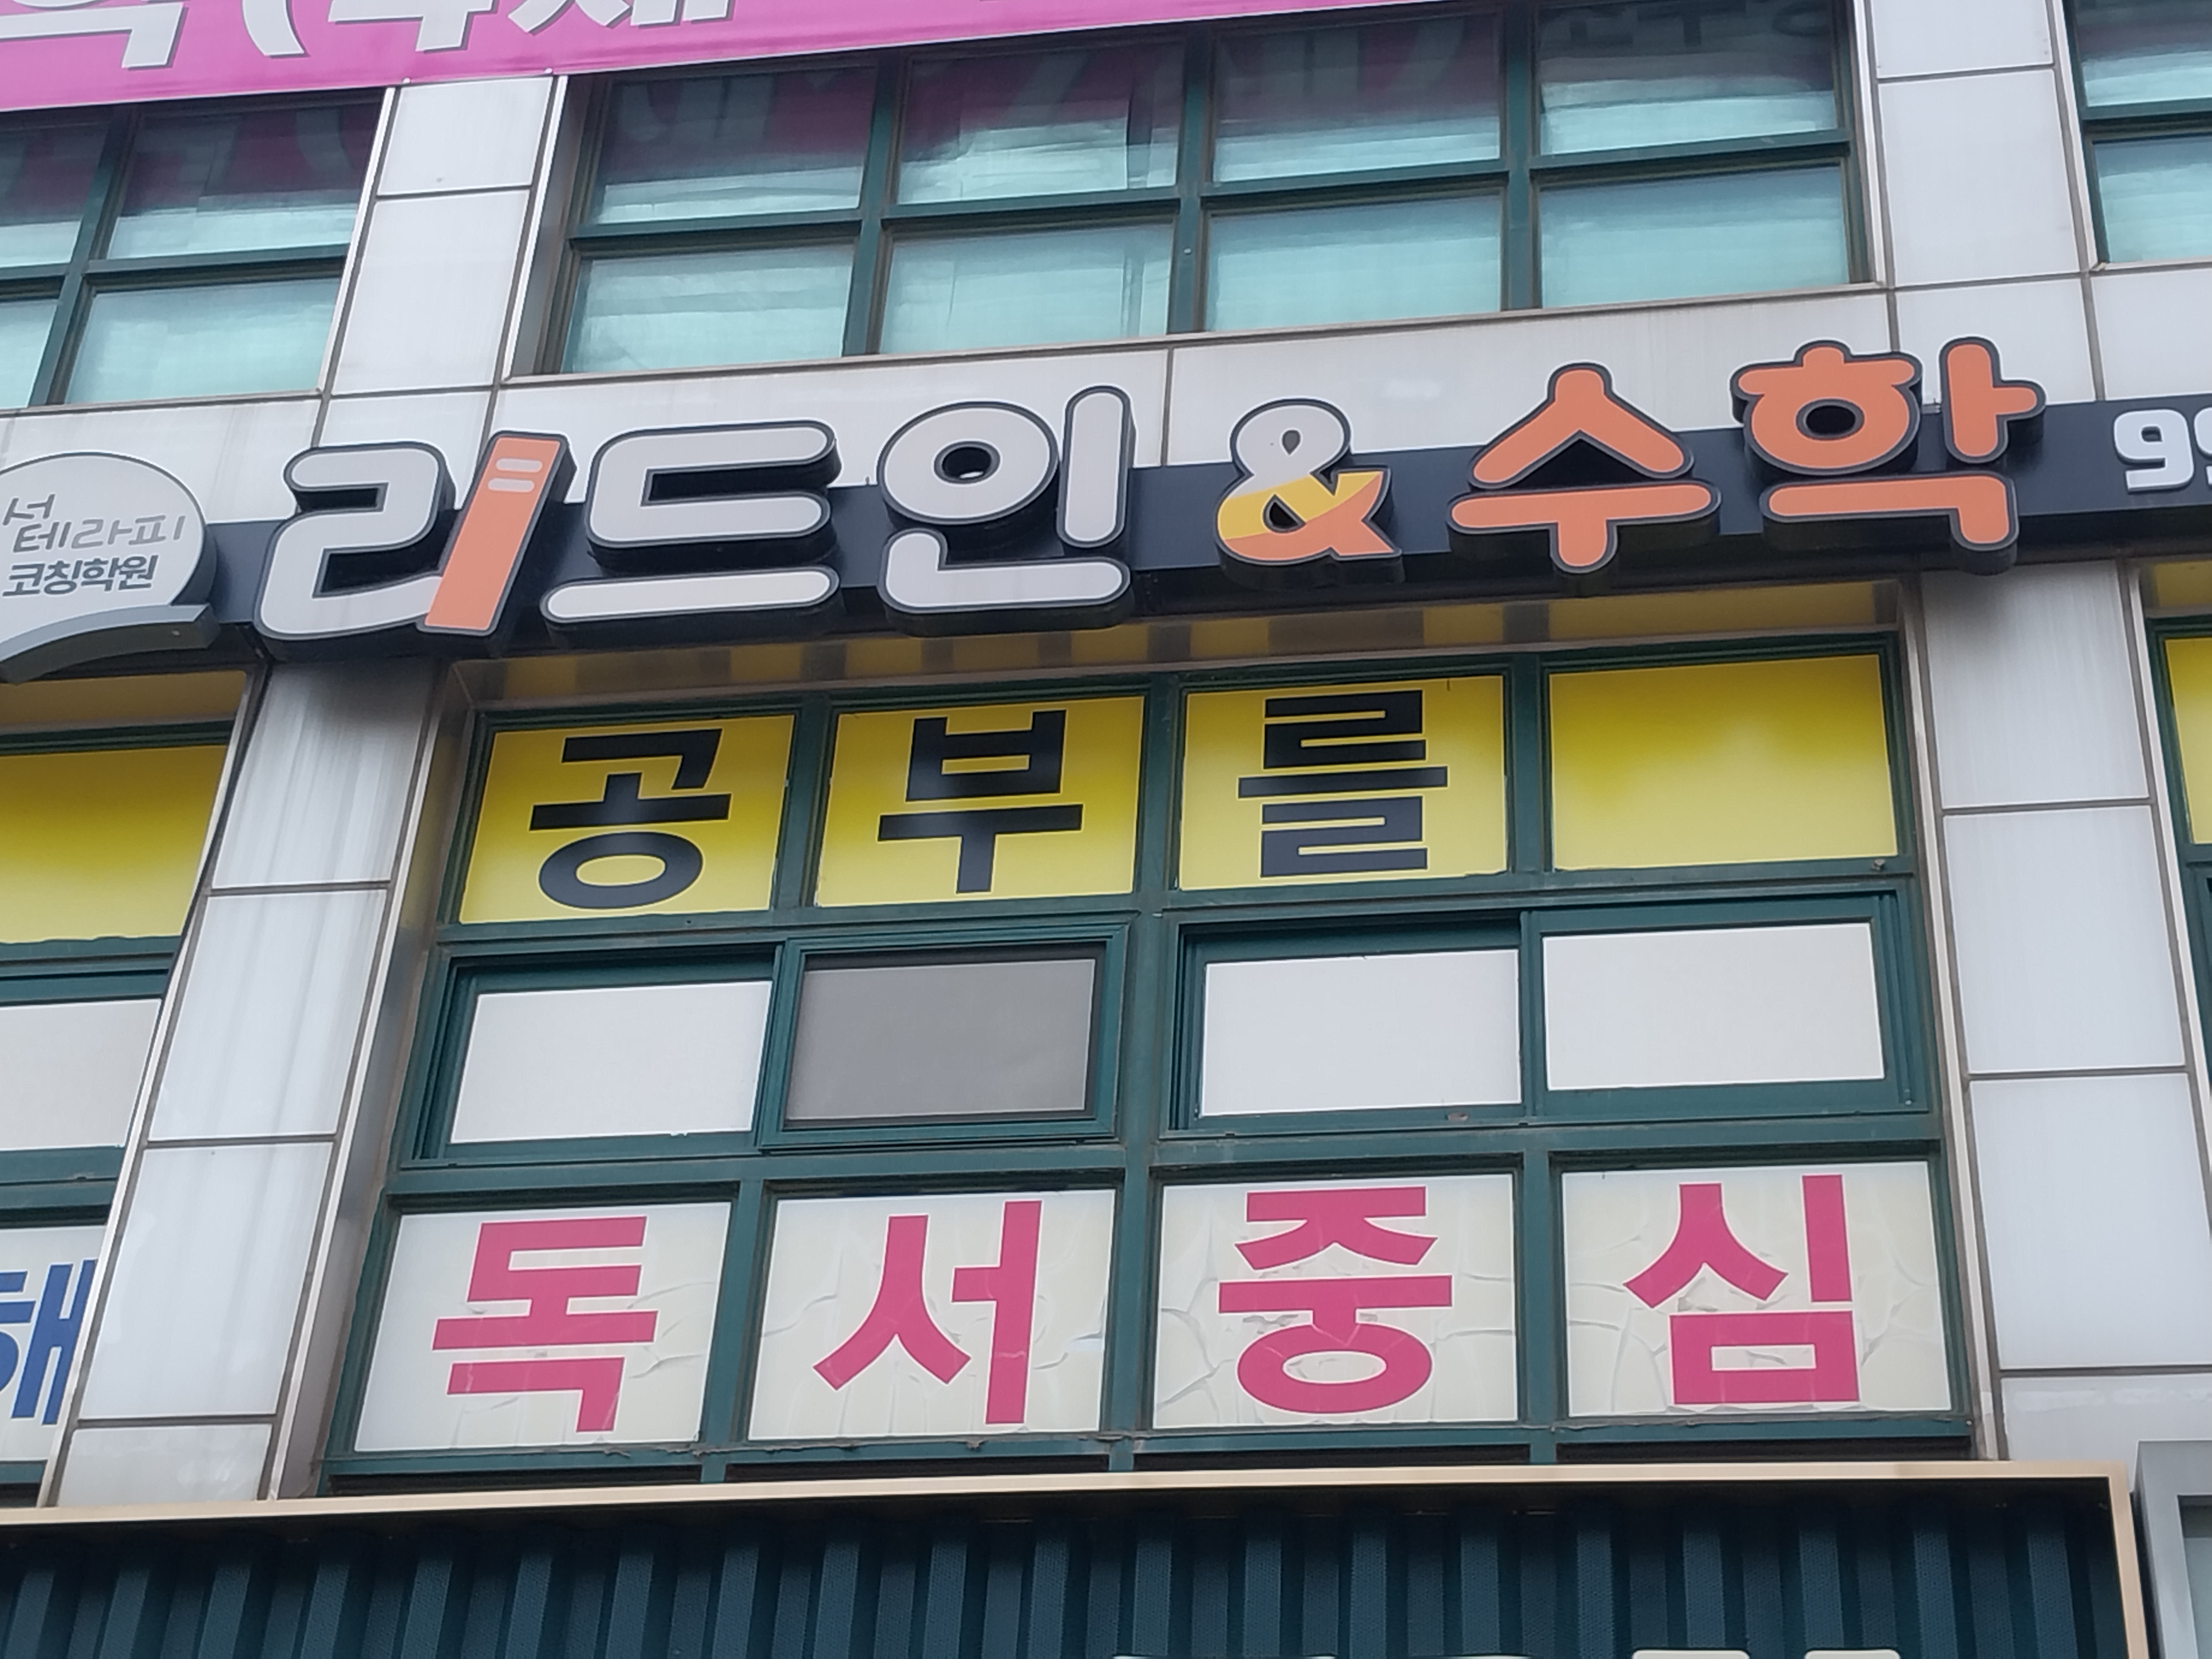 테라피
코칭학원
리드인 & 수학
공부를
해
독서중심